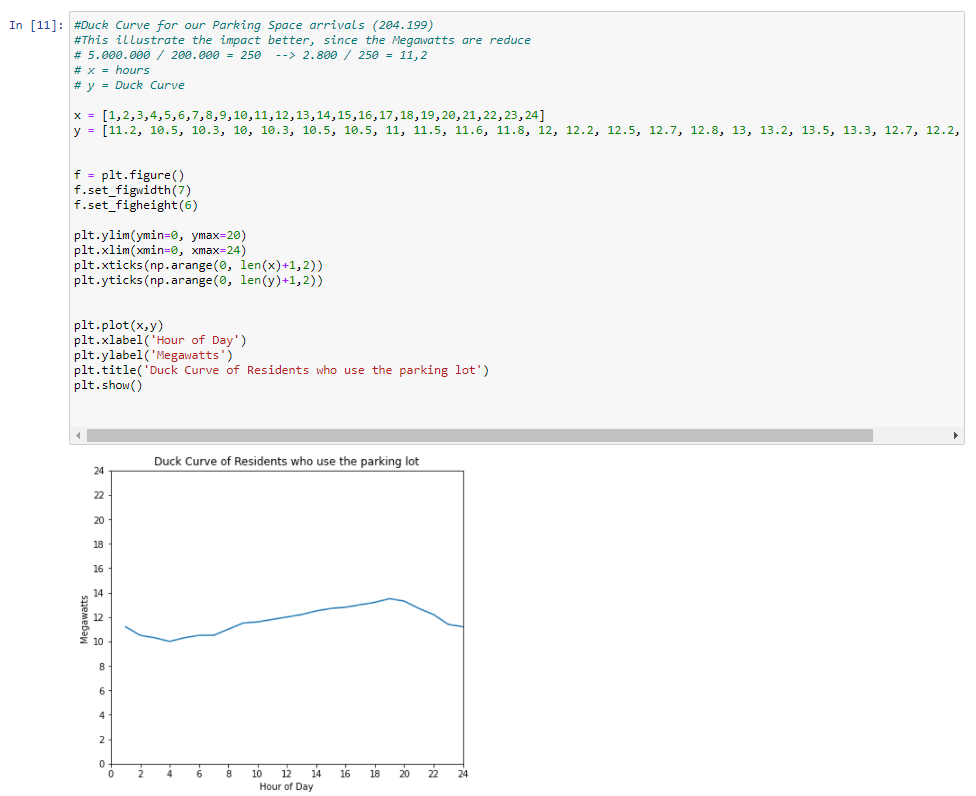 In [11]: #Duck Curve for our Parking Space arrivals (204.199)
#This illustrate the impact better, since the Megawatts are reduce
# 5.000.000 / 200.000 = 250  --> 2.800 / 250 = 11,2
# x = hours
# y = Duck Curve
x = [1,2,3,4,5,6,7,8,9,10,11,12,13,14,15,16,17,18,19,20,21,22,23,24]
y = [11.2, 10.5, 10.3, 10, 10.3, 10.5, 10.5, 11, 11.5, 11.6, 11.8, 12, 12.2, 12.5, 12.7, 12.8, 13, 13.2, 13.5, 13.3, 12.7, 12.2,
f = plt.figure()
f.set_figwidth(7)
f.set_figheight(6)
plt.ylim(ymin=0, ymax=20)
plt.xlim(xmin=0, xmax=24)
plt.xticks(np.arange(0, len(x)+1,2))
plt.yticks(np.arange(0, len(y)+1,2))
plt.plot(x,y)
plt.xlabel('Hour of Day')
plt.ylabel('Megawatts')
plt.title('Duck Curve of Residents who use the parking lot')
plt.show()
Duck Curve of Residents who use the parking lot
24
22
20
18
16
14
12
10
8
6
4
2
0
Megawatts
0 2 4 6 8 10 12 14 16 18 20 22 24
Hour of Day